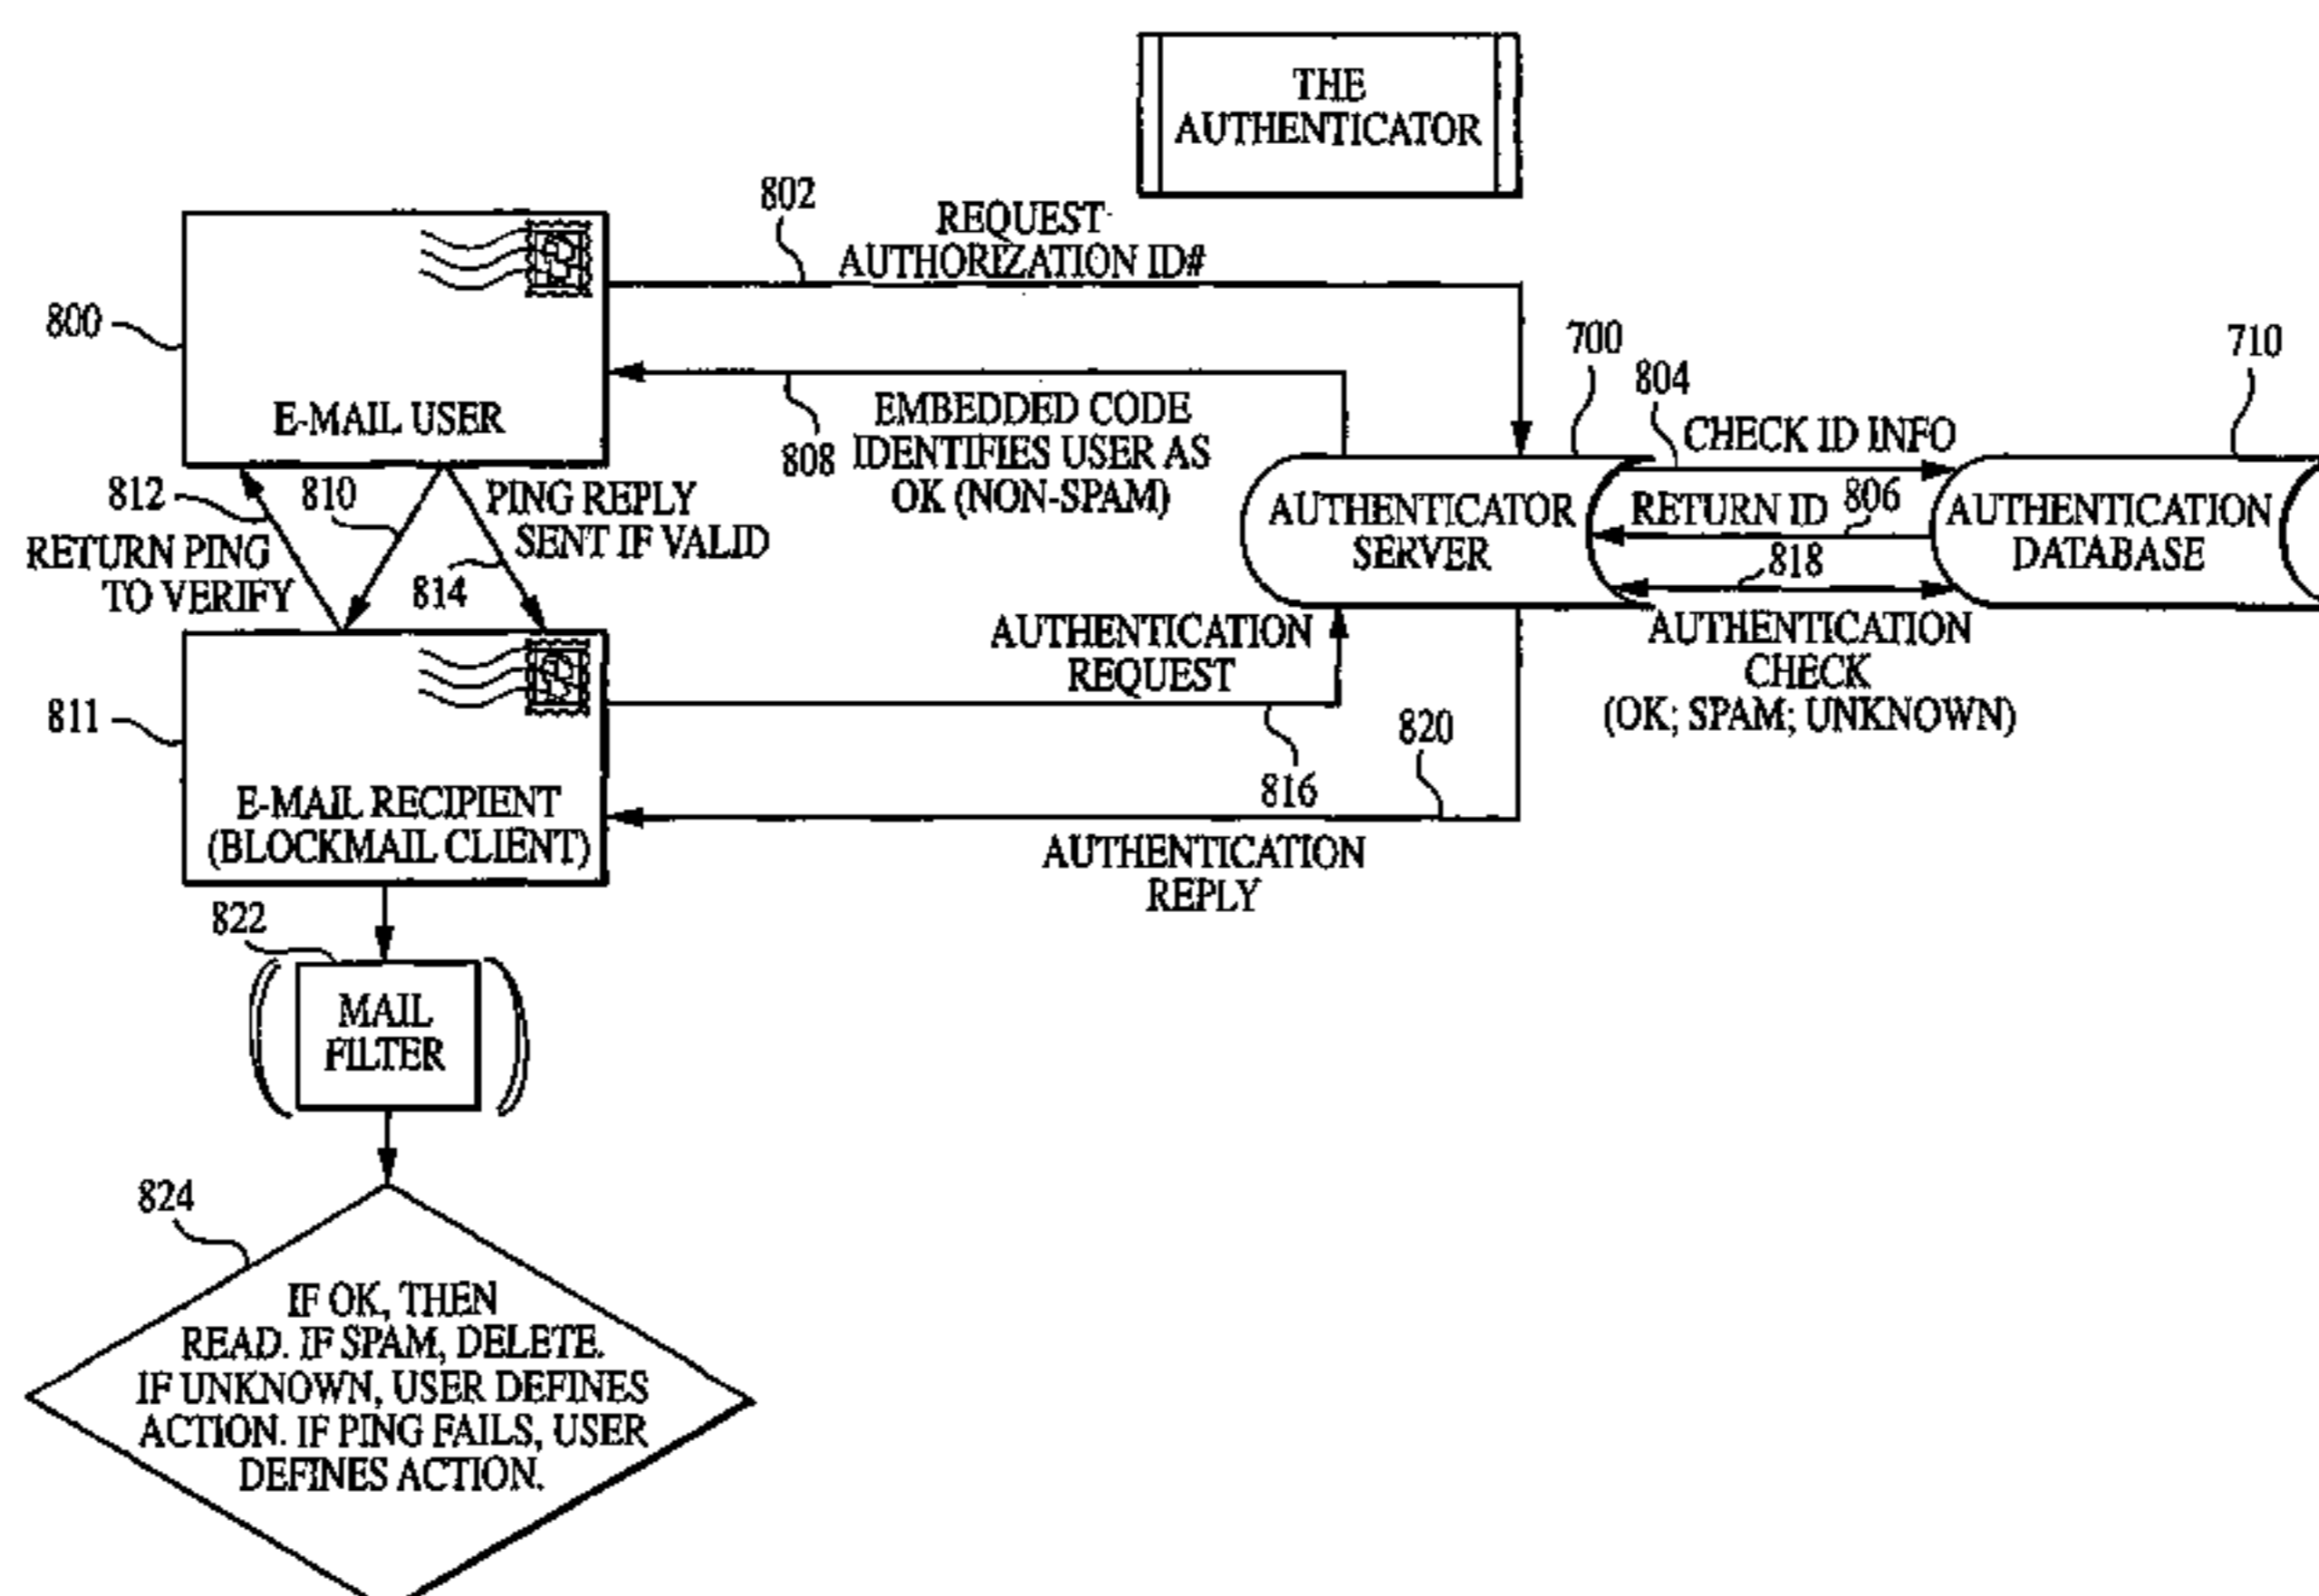 THE
AUTHENTICATOR
802
REQUEST
AUTHORIZATION ID#
800
E-MAIL USER
808
EMBEDDED CODE
IDENTIFIES USER AS
OK (NON-SPAM)
700
804
CHECK ID INFO
710
812
810
PING REPLY
SENT IF VALID
RETURN PING
TO VERIFY
814
AUTHENTICATOR
SERVER
RETURN ID
806
818
AUTHENTICATION
DATABASE
AUTHENTICATION
CHECK
(OK; SPAM; UNKNOWN)
AUTHENTICATION
REQUEST
816
811
E-MAIL RECIPIENT
(BLOCKMAIL CLIENT)
820
AUTHENTICATION
REPLY
822
MAIL
FILTER
824
IF OK, THEN
READ. IF SPAM, DELETE.
IF UNKNOWN, USER DEFINES
ACTION. IF PING FAILS, USER
DEFINES ACTION.